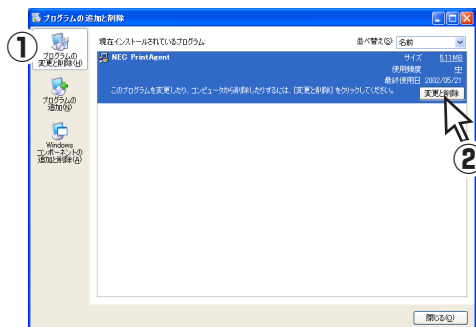 プログラムの追加と削除
①
プログラムの
変更と削除(H)
プログラムの
追加(N)
Windows
コンポーネントの
追加と削除(A)
現在インストールされているプログラム:
並べ替え(S): 名前
NEC PrintAgent
サイズ 5.11MB
使用頻度 中
最終使用日 2002/05/21
このプログラムを変更したり、コンピュータから削除したりするには、[変更と削除] をクリックしてください。
変更と削除
②
閉じる(C)